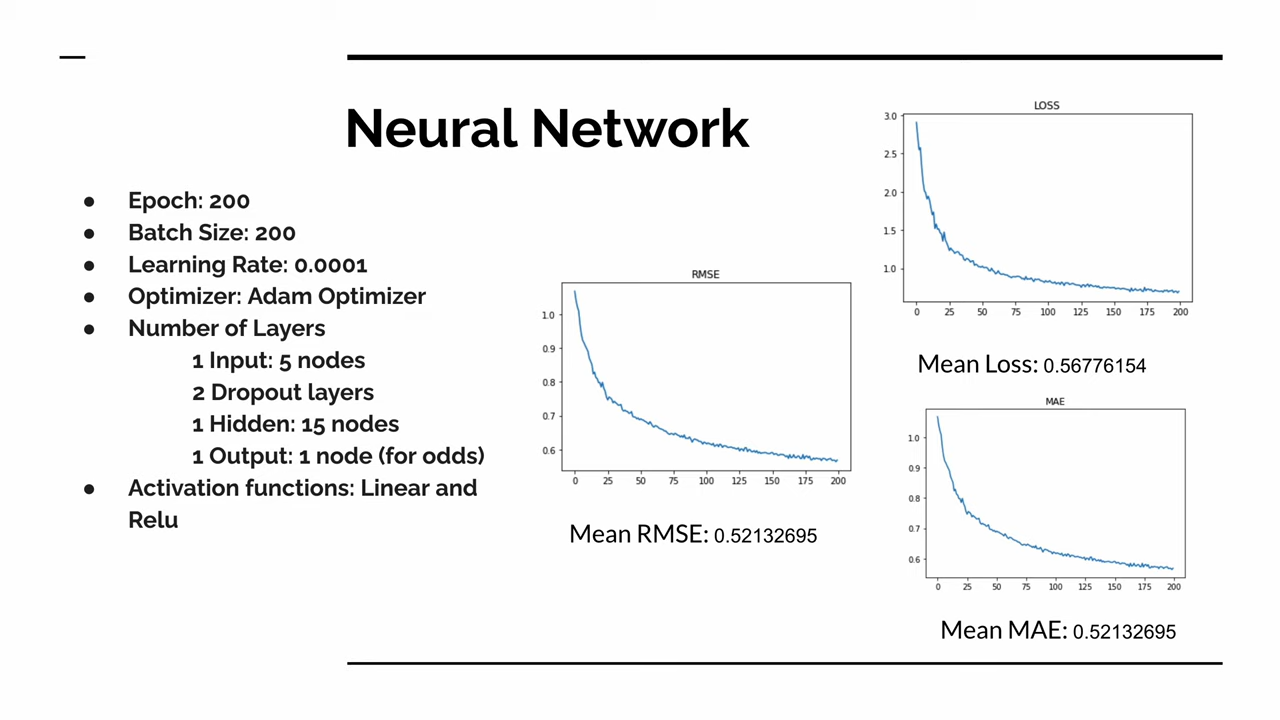 Neural Network
● Epoch: 200
● Batch Size: 200
● Learning Rate: 0.0001
● Optimizer: Adam Optimizer
● Number of Layers
1 Input: 5 nodes
2 Dropout layers
1 Hidden: 15 nodes
1 Output: 1 node (for odds)
● Activation functions: Linear and
Relu
RMSE
1.0
0.9
0.8
0.7
0.6
0 25 50 75 100 125 150 175 200
Mean RMSE: 0.52132695
LOSS
3.0
2.5
2.0
1.5
1.0
0 25 50 75 100 125 150 175 200
Mean Loss: 0.56776154
MAE
1.0
0.9
0.8
0.7
0.6
0 25 50 75 100 125 150 175 200
Mean MAE: 0.52132695